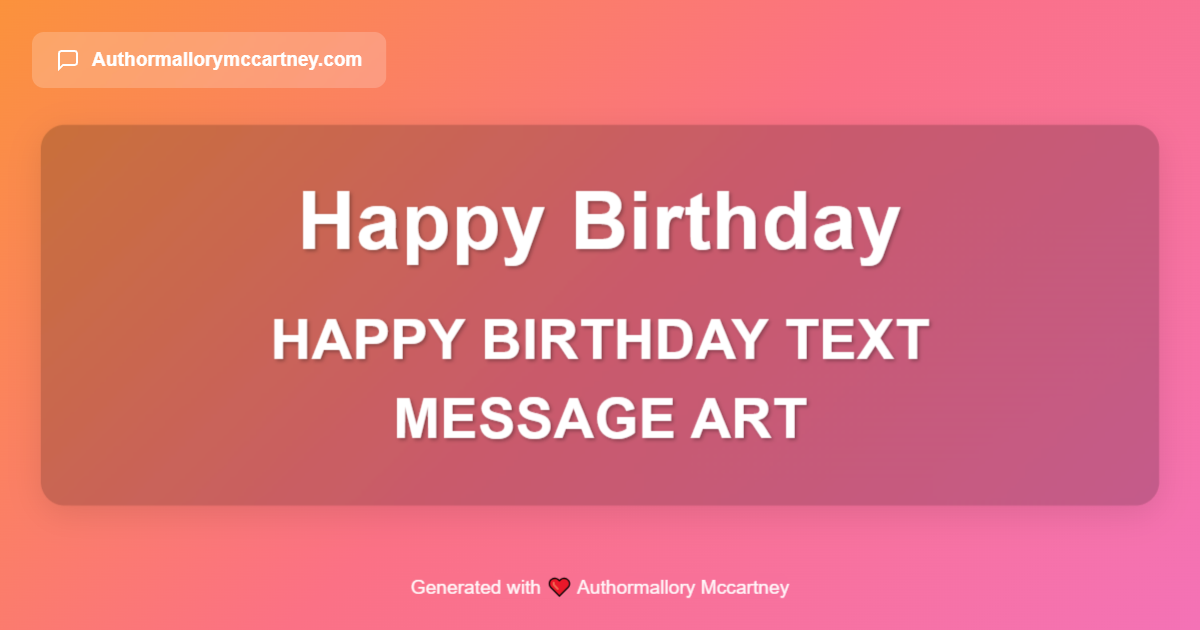 Authormallorymccartney.com
Happy Birthday
HAPPY BIRTHDAY TEXT
MESSAGE ART
Generated with ❤️ Authormallory Mccartney